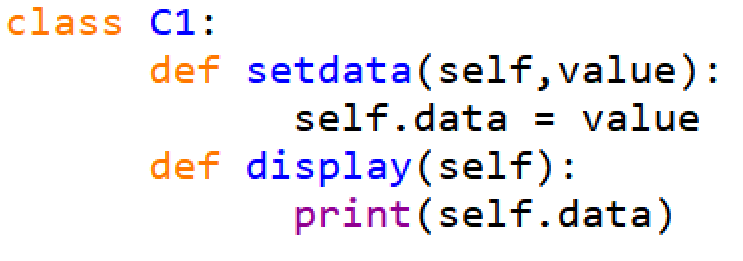 class C1:
      def setdata(self,value):
            self.data = value
      def display(self):
            print(self.data)